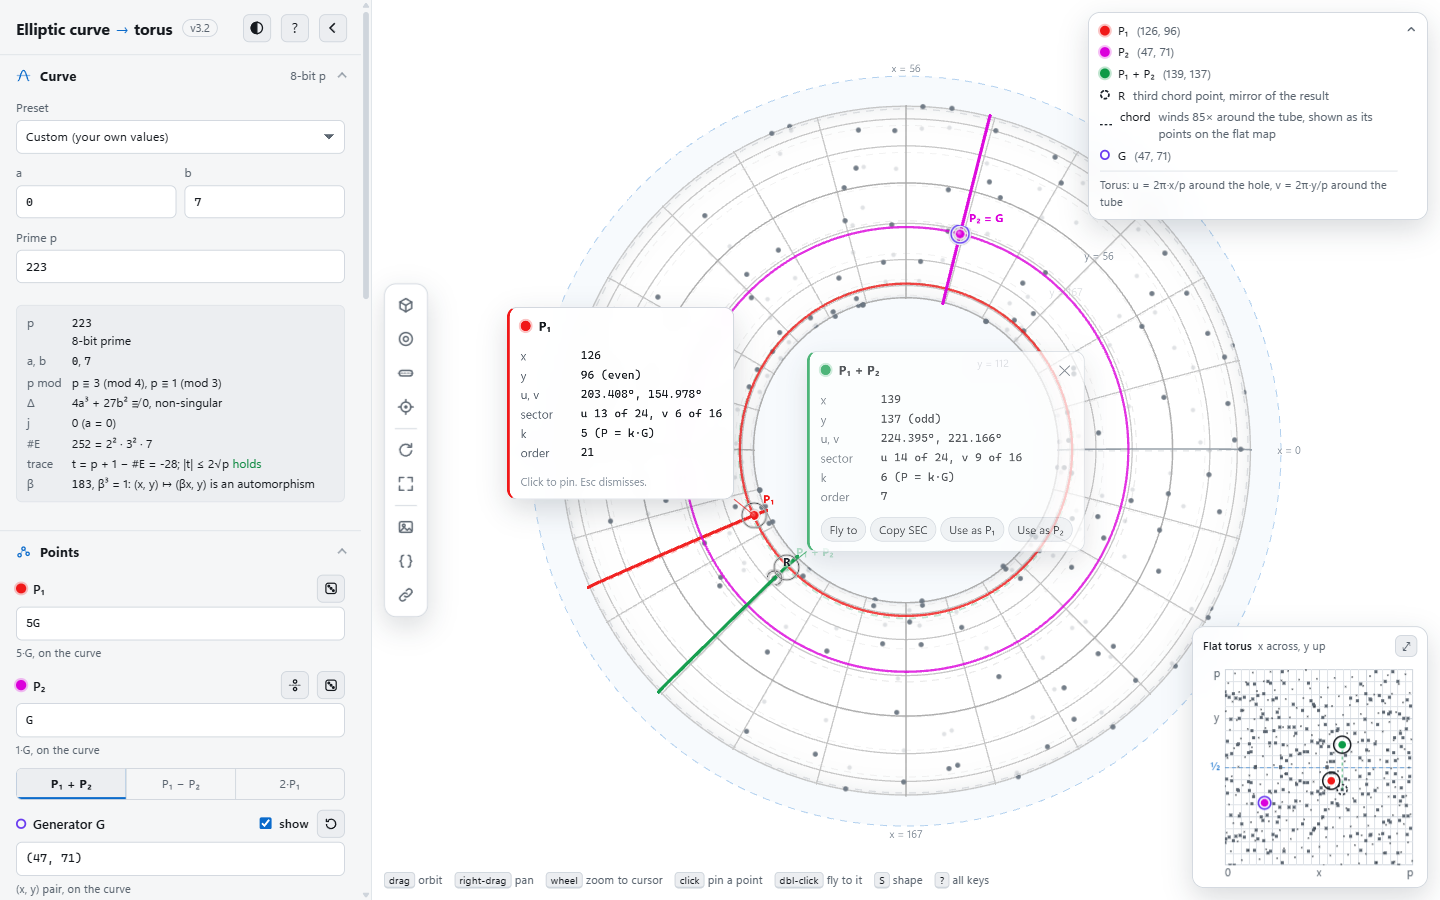 Elliptic curve → torus v3.2 ?
Curve 8-bit p
Preset
Custom (your own values)
a b
0 7
Prime p
223
p 223
8-bit prime
a, b 0, 7
p mod p ≡ 3 (mod 4), p ≡ 1 (mod 3)
Δ 4a³ + 27b² ≢ 0, non-singular
j 0 (a = 0)
#E 252 = 2² · 3² · 7
trace t = p + 1 − #E = -28; |t| ≤ 2√p holds
β 183, β³ = 1: (x, y) ↦ (βx, y) is an automorphism
Points
P₁
5G
5·G, on the curve
P₂
G
1·G, on the curve
P₁ + P₂ P₁ − P₂ 2·P₁
Generator G show
(47, 71)
(x, y) pair, on the curve
x = 56
P₂ = G
y = 56
x = 0
y = 112
x = 167
P₁
R
P₁ + P₂
P₁
x 126
y 96 (even)
u, v 203.408°, 154.978°
sector u 13 of 24, v 6 of 16
k 5 (P = k·G)
order 21
Click to pin. Esc dismisses.
P₁ + P₂
x 139
y 137 (odd)
u, v 224.395°, 221.166°
sector u 14 of 24, v 9 of 16
k 6 (P = k·G)
order 7
Fly to Copy SEC Use as P₁ Use as P₂
P₁ (126, 96)
P₂ (47, 71)
P₁ + P₂ (139, 137)
R third chord point, mirror of the result
chord winds 85× around the tube, shown as its
points on the flat map
G (47, 71)
Torus: u = 2π·x/p around the hole, v = 2π·y/p around the
tube
Flat torus x across, y up
p
y
½
0 x p
drag orbit right-drag pan wheel zoom to cursor click pin a point dbl-click fly to it S shape ? all keys